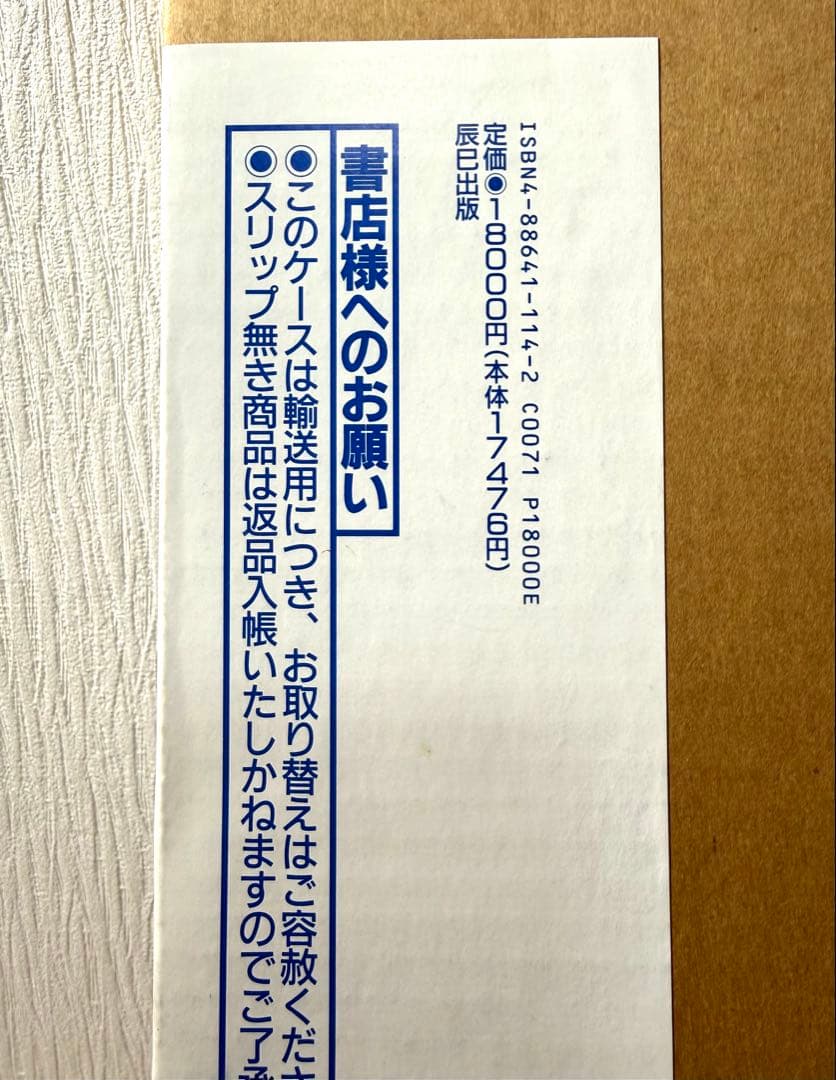 ISBN4-88641-114-2 C0071 P18000E
定価◉18000円(本体17476円)
辰巳出版
書店様へのお願い
◉このケースは輸送用につき、お取り替えはご容赦くださ
◉スリップ無き商品は返品入帳いたしかねますのでご了承